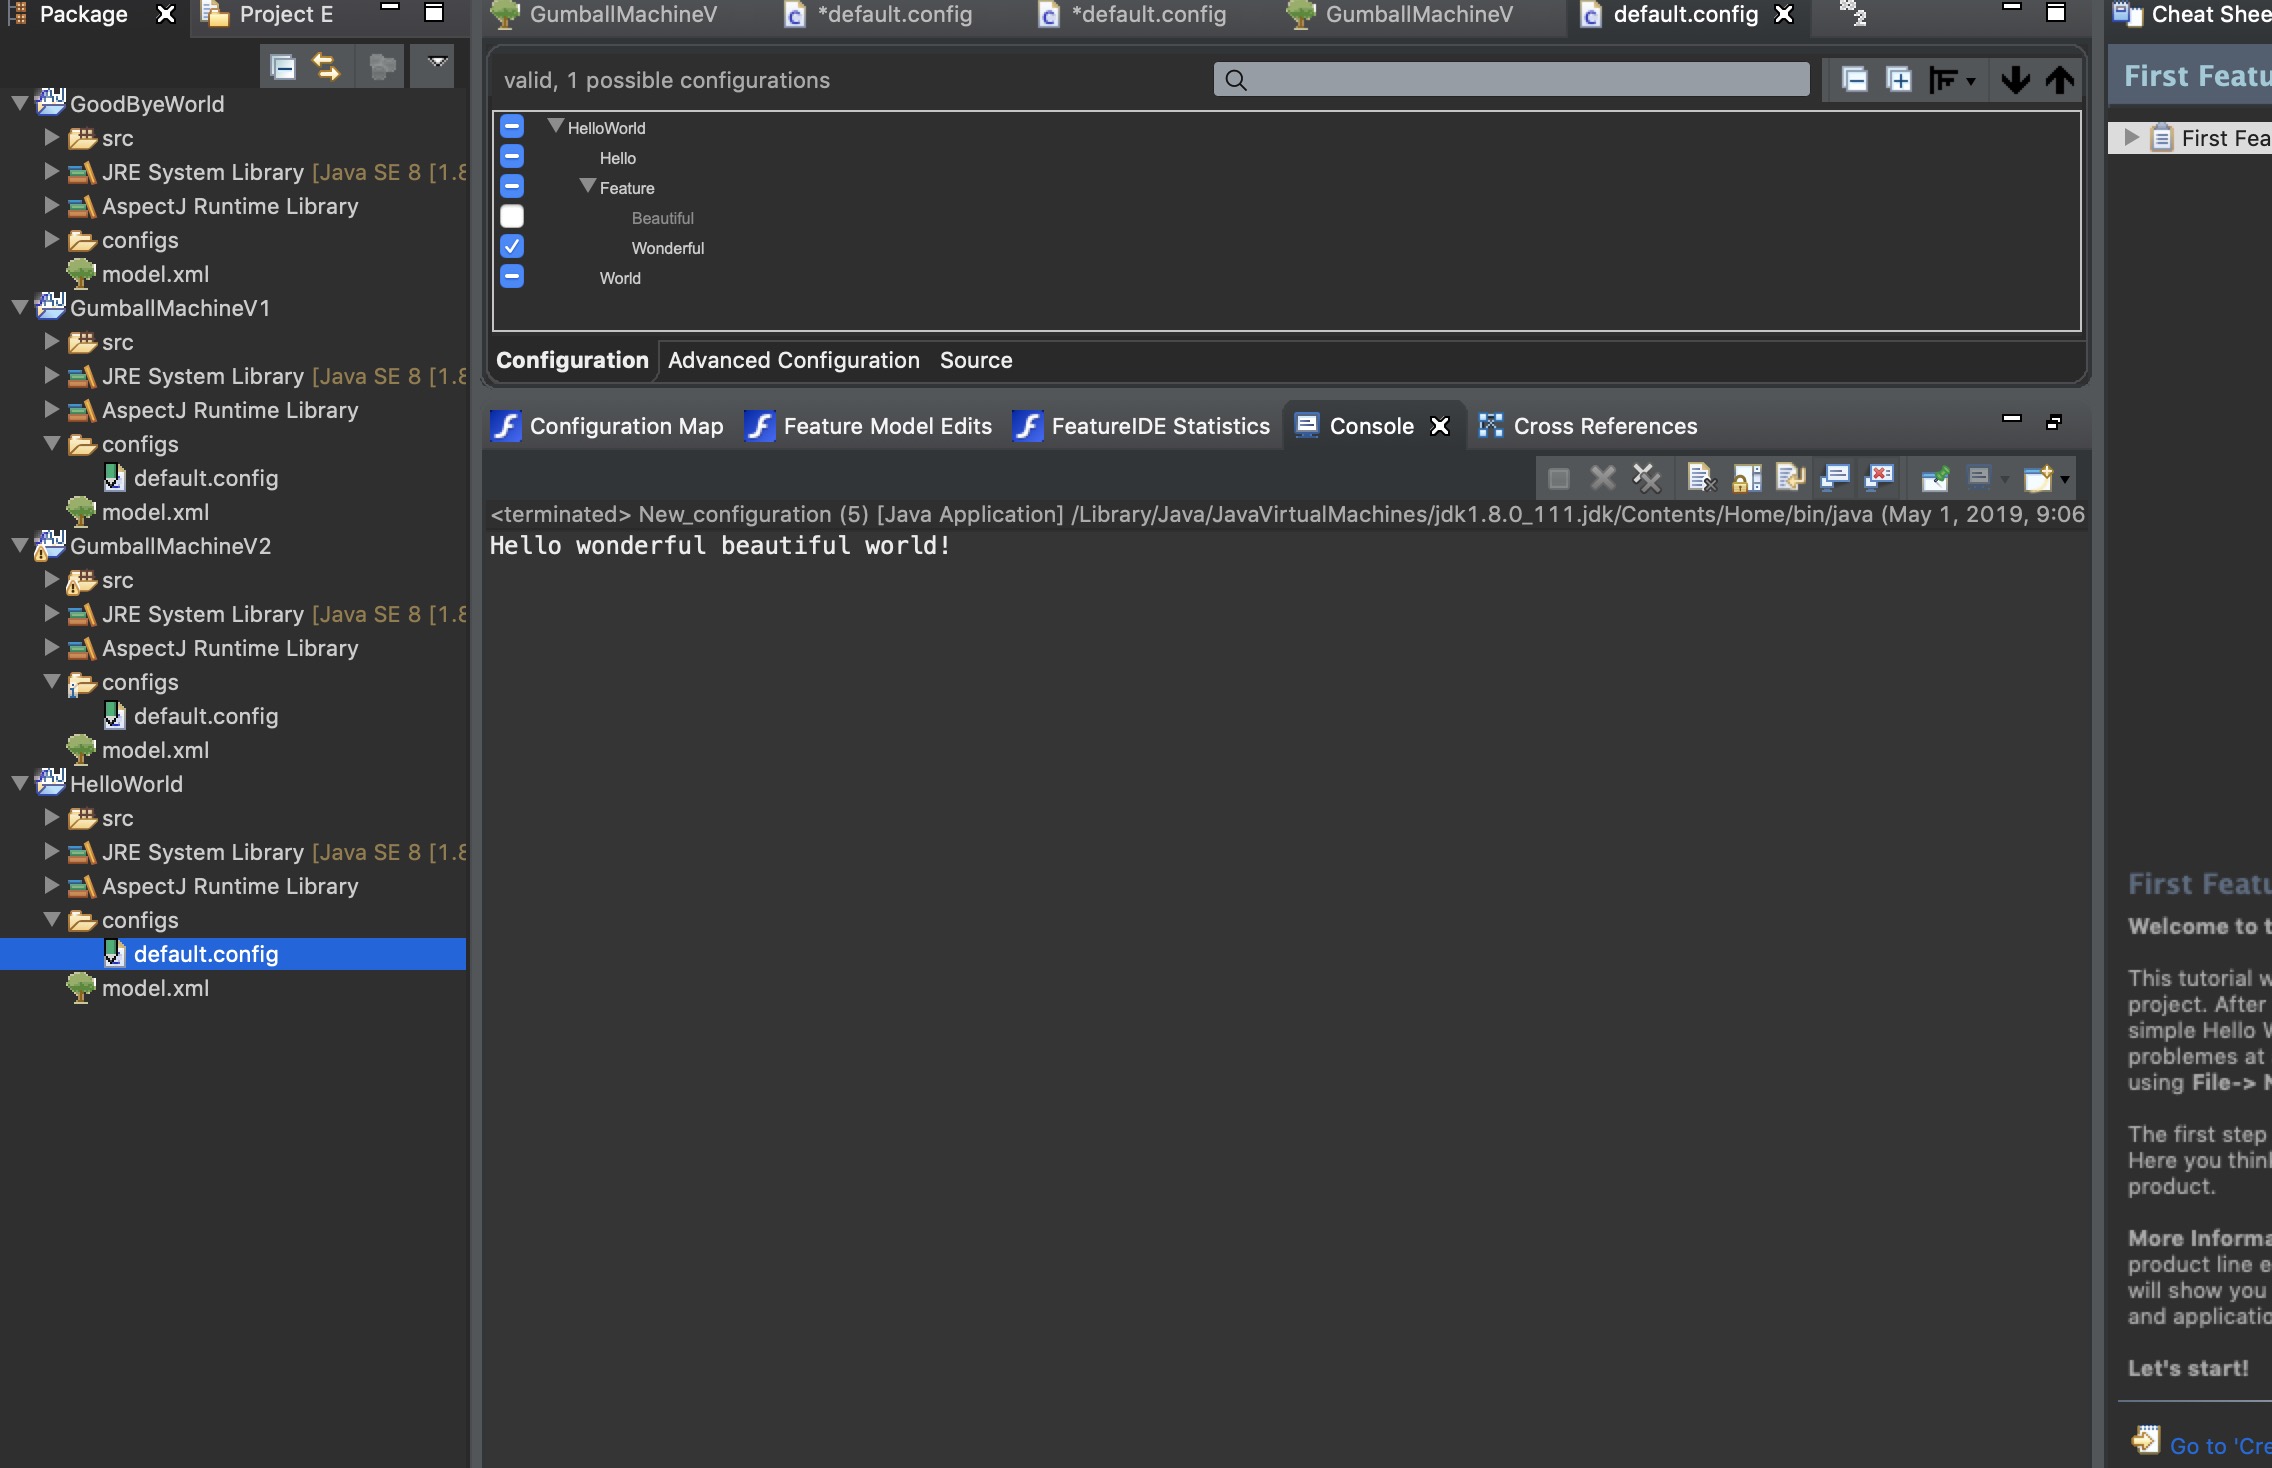 Package
Project E
GoodByeWorld
src
JRE System Library [Java SE 8 [1.8
AspectJ Runtime Library
configs
model.xml
GumballMachineV1
src
JRE System Library [Java SE 8 [1.8
AspectJ Runtime Library
configs
default.config
model.xml
GumballMachineV2
src
JRE System Library [Java SE 8 [1.8
AspectJ Runtime Library
configs
default.config
model.xml
HelloWorld
src
JRE System Library [Java SE 8 [1.8
AspectJ Runtime Library
configs
default.config
model.xml
GumballMachineV
*default.config
*default.config
GumballMachineV
default.config
2
valid, 1 possible configurations
HelloWorld
Hello
Feature
Beautiful
Wonderful
World
Configuration
Advanced Configuration
Source
Configuration Map
Feature Model Edits
FeatureIDE Statistics
Console
Cross References
<terminated> New_configuration (5) [Java Application] /Library/Java/JavaVirtualMachines/jdk1.8.0_111.jdk/Contents/Home/bin/java (May 1, 2019, 9:06
Hello wonderful beautiful world!
Cheat Shee
First Featu
First Fea
First Featu
Welcome to t
This tutorial w
project. After
simple Hello W
problemes at
using File-> N
The first step
Here you think
product.
More Informa
product line e
will show you
and applicatio
Let's start!
Go to 'Cre